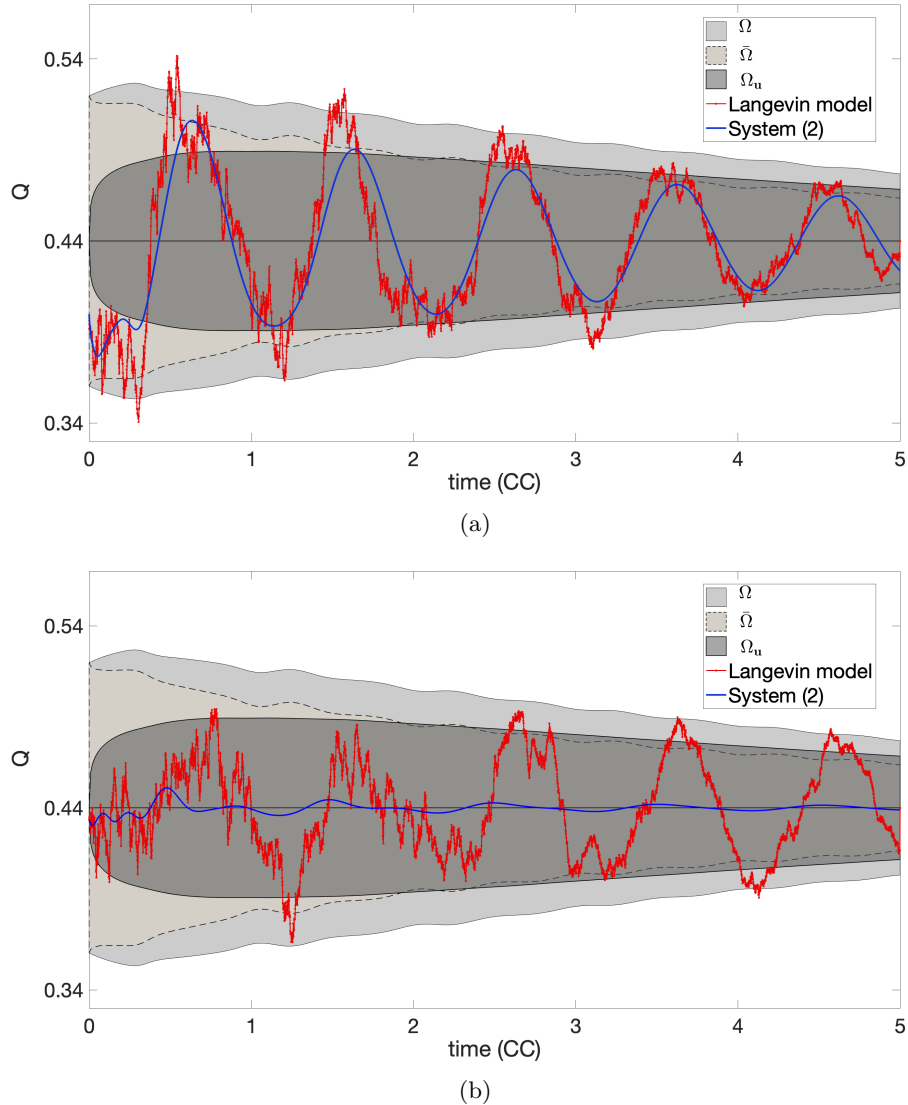 0.54
0.44
0.34
Q
Ω
Ω̄
Ωu
Langevin model
System (2)
0 1 2 3 4 5
time (CC)
(a)
0.54
0.44
0.34
Q
Ω
Ω̄
Ωu
Langevin model
System (2)
0 1 2 3 4 5
time (CC)
(b)